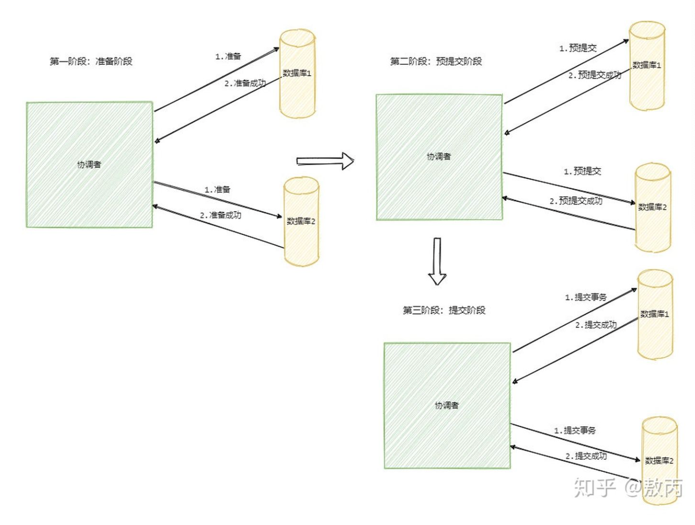 第一阶段：准备阶段
1.准备
数据库1
2.准备成功
协调者
1.准备
2.准备成功
数据库2
第二阶段：预提交阶段
1.预提交
数据库1
2.预提交成功
协调者
1.预提交
2.预提交成功
数据库2
第三阶段：提交阶段
1.提交事务
数据库1
2.提交成功
协调者
1.提交事务
2.提交成功
数据库2
知乎 @敖丙